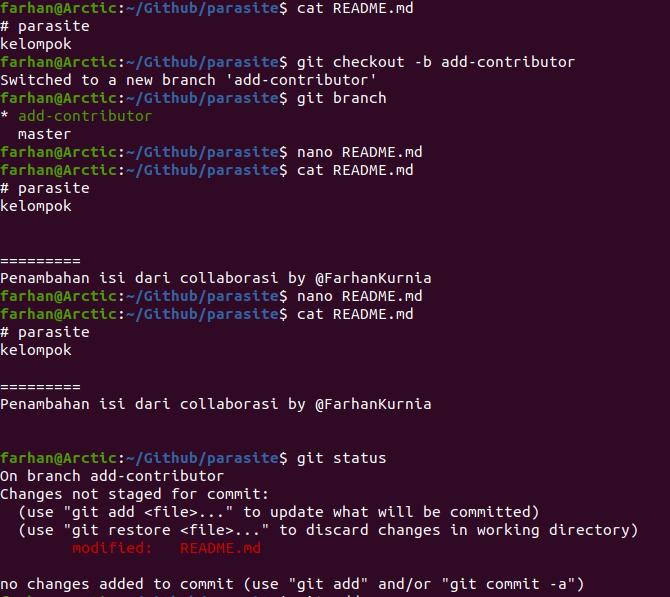 farhan@Arctic:~/Github/parasite$ cat README.md
# parasite
kelompok
farhan@Arctic:~/Github/parasite$ git checkout -b add-contributor
Switched to a new branch 'add-contributor'
farhan@Arctic:~/Github/parasite$ git branch
* add-contributor
  master
farhan@Arctic:~/Github/parasite$ nano README.md
farhan@Arctic:~/Github/parasite$ cat README.md
# parasite
kelompok
=========
Penambahan isi dari collaborasi by @FarhanKurnia
farhan@Arctic:~/Github/parasite$ nano README.md
farhan@Arctic:~/Github/parasite$ cat README.md
# parasite
kelompok
=========
Penambahan isi dari collaborasi by @FarhanKurnia
farhan@Arctic:~/Github/parasite$ git status
On branch add-contributor
Changes not staged for commit:
  (use "git add <file>..." to update what will be committed)
  (use "git restore <file>..." to discard changes in working directory)
        modified:   README.md
no changes added to commit (use "git add" and/or "git commit -a")